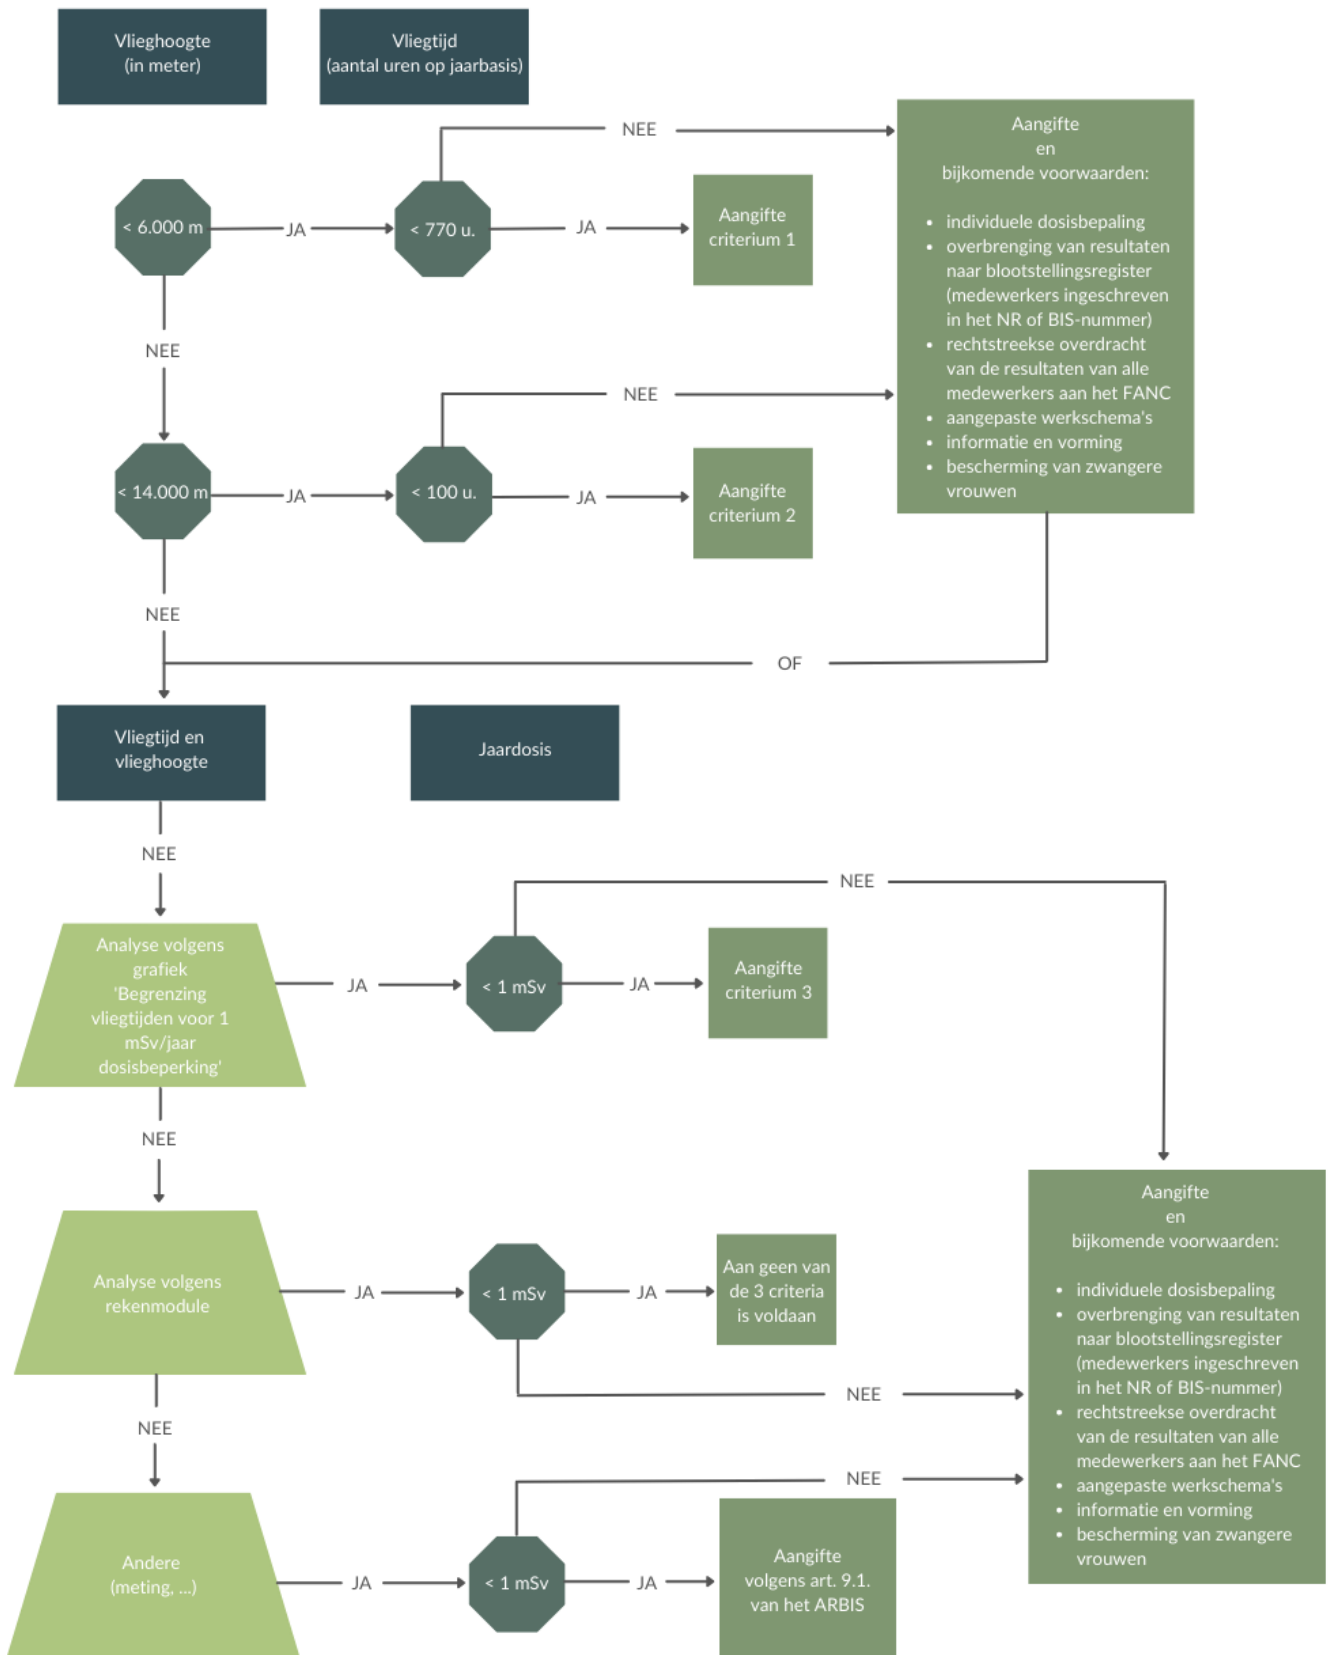 Vlieghoogte
(in meter)
Vliegtijd
(aantal uren op jaarbasis)
NEE
< 6.000 m
JA
< 770 u.
JA
Aangifte
criterium 1
Aangifte
en
bijkomende voorwaarden:
• individuele dosisbepaling
• overbrenging van resultaten
naar blootstellingsregister
(medewerkers ingeschreven
in het NR of BIS-nummer)
• rechtstreekse overdracht
van de resultaten van alle
medewerkers aan het FANC
• aangepaste werkschema's
• informatie en vorming
• bescherming van zwangere
vrouwen
NEE
NEE
< 14.000 m
JA
< 100 u.
JA
Aangifte
criterium 2
NEE
OF
Vliegtijd en
vlieghoogte
Jaardosis
NEE
NEE
Analyse volgens
grafiek
'Begrenzing
vliegtijden voor 1
mSv/jaar
dosisbeperking'
JA
< 1 mSv
JA
Aangifte
criterium 3
NEE
Analyse volgens
rekenmodule
JA
< 1 mSv
JA
Aan geen van
de 3 criteria
is voldaan
NEE
Aangifte
en
bijkomende voorwaarden:
• individuele dosisbepaling
• overbrenging van resultaten
naar blootstellingsregister
(medewerkers ingeschreven
in het NR of BIS-nummer)
• rechtstreekse overdracht
van de resultaten van alle
medewerkers aan het FANC
• aangepaste werkschema's
• informatie en vorming
• bescherming van zwangere
vrouwen
NEE
NEE
Andere
(meting, ...)
JA
< 1 mSv
JA
Aangifte
volgens art. 9.1.
van het ARBIS